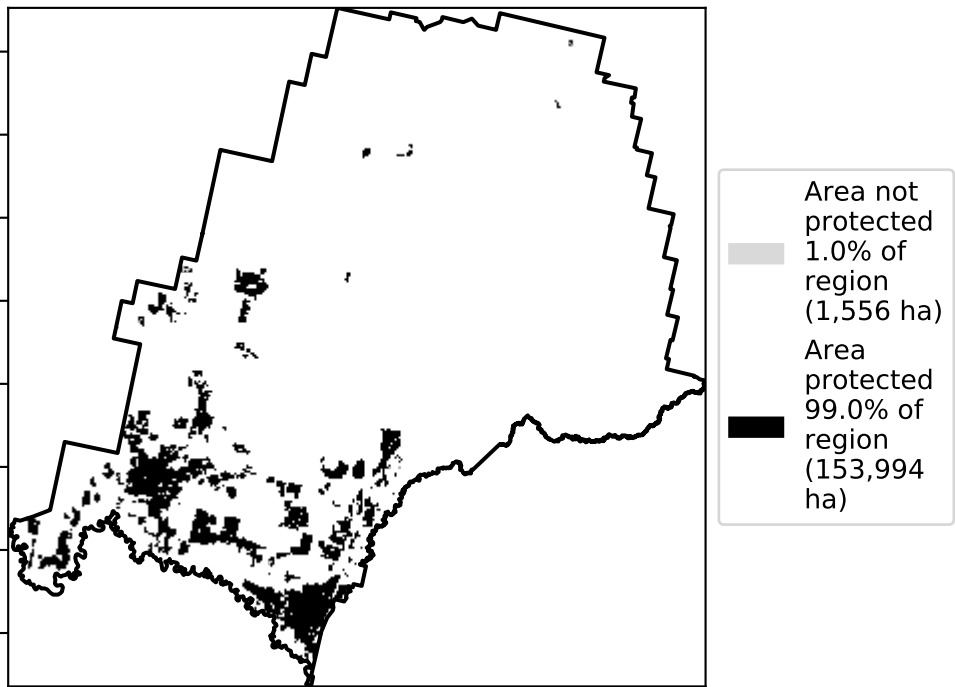 Area not
protected
1.0% of
region
(1,556 ha)
Area
protected
99.0% of
region
(153,994
ha)